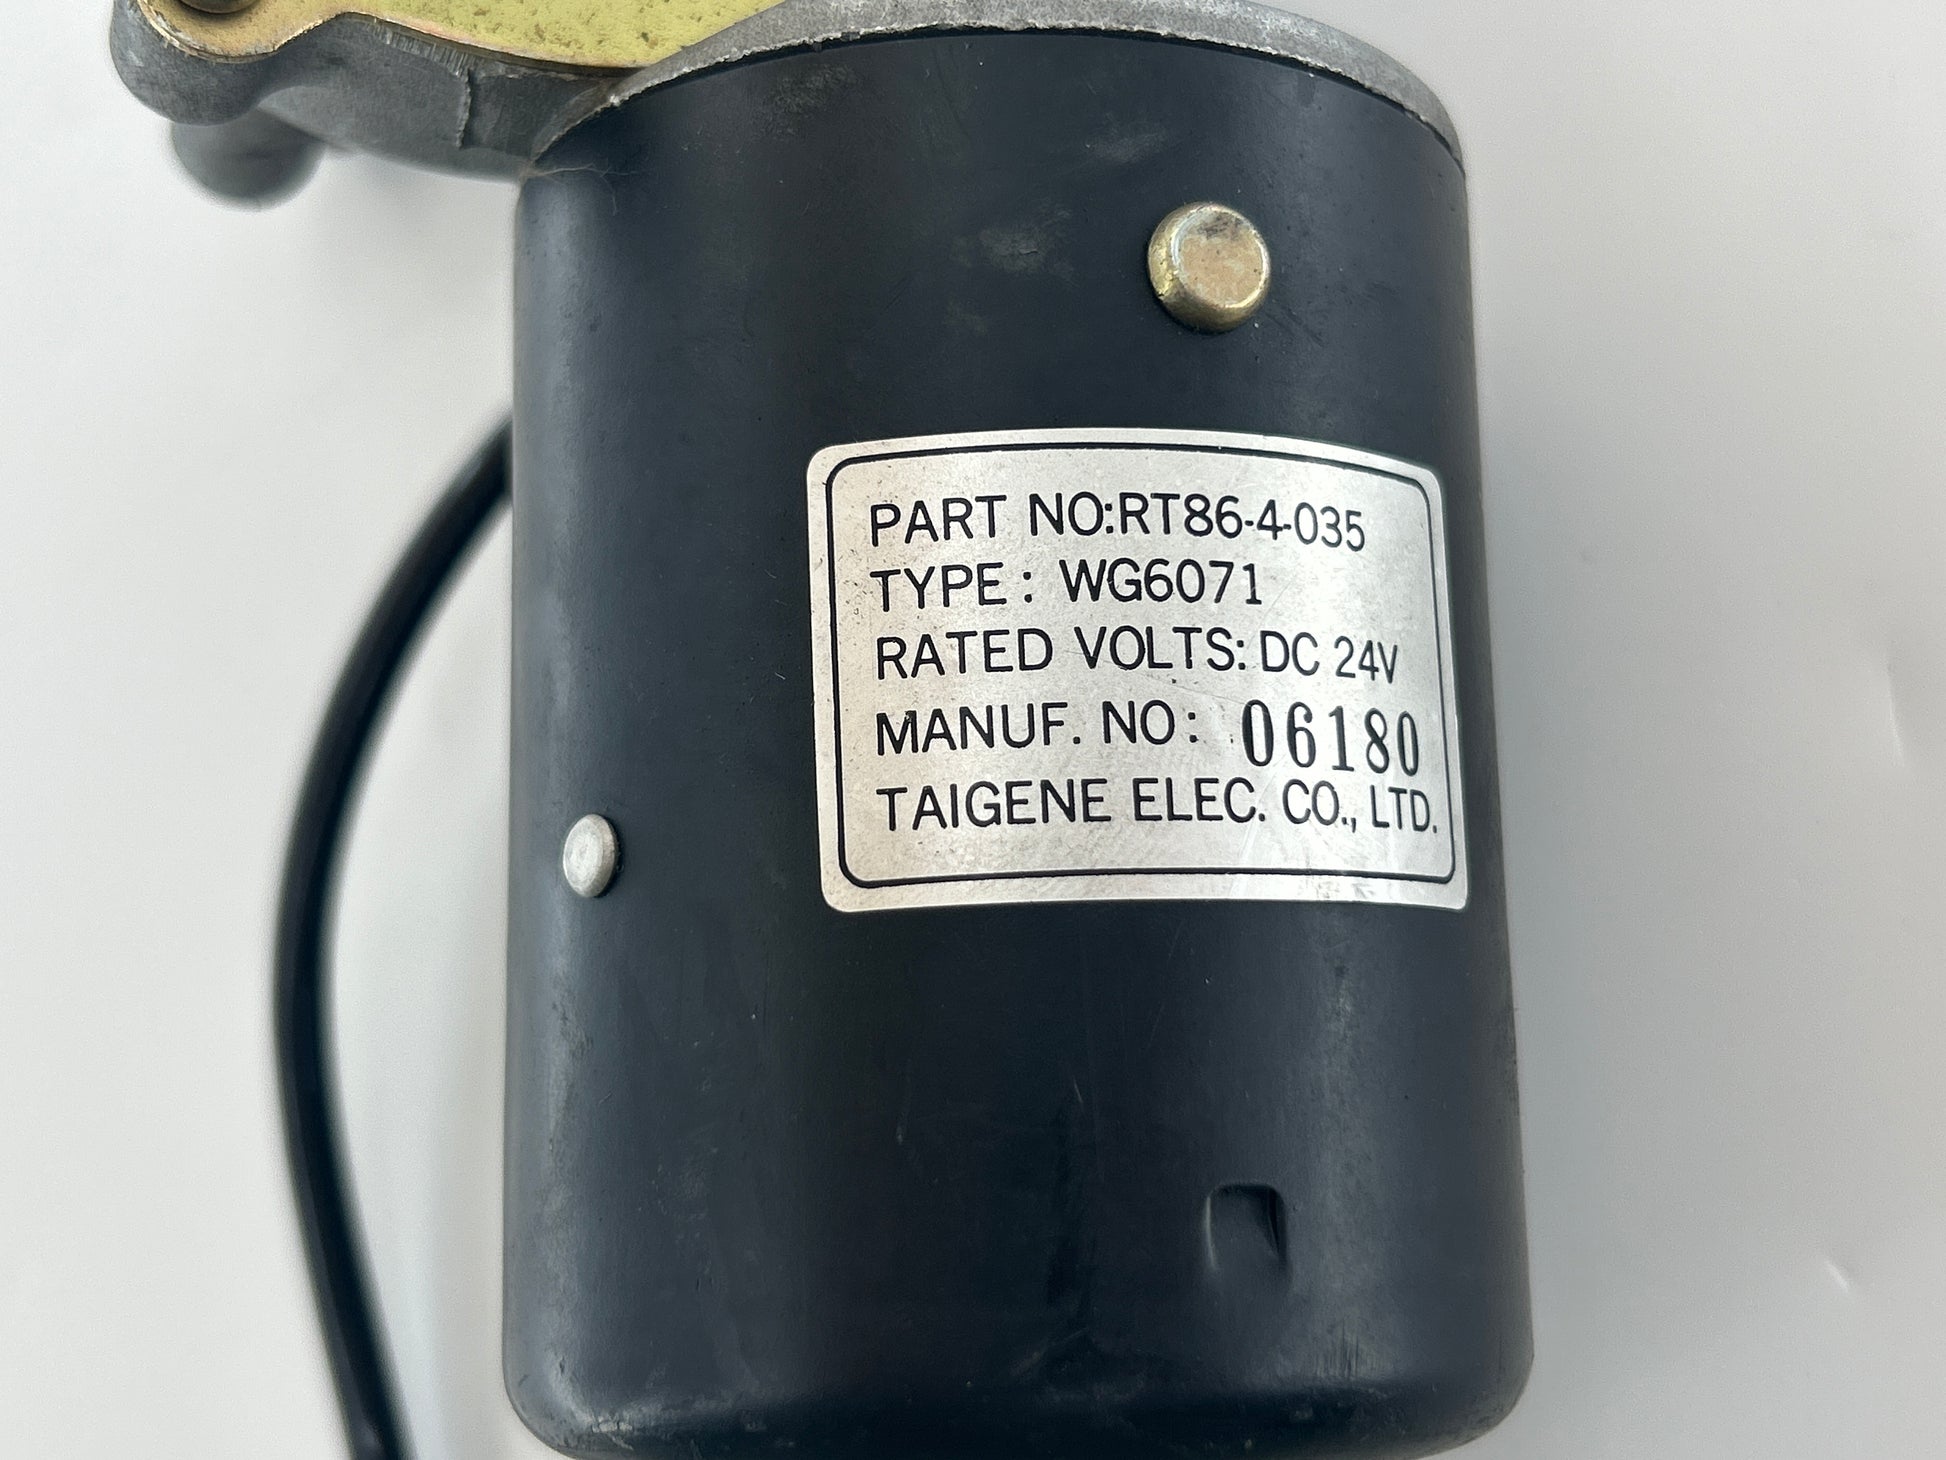 PART NO:RT86-4-035
TYPE: WG6071
RATED VOLTS: DC 24V
MANUF. NO: 06180
TAIGENE ELEC. CO., LTD.